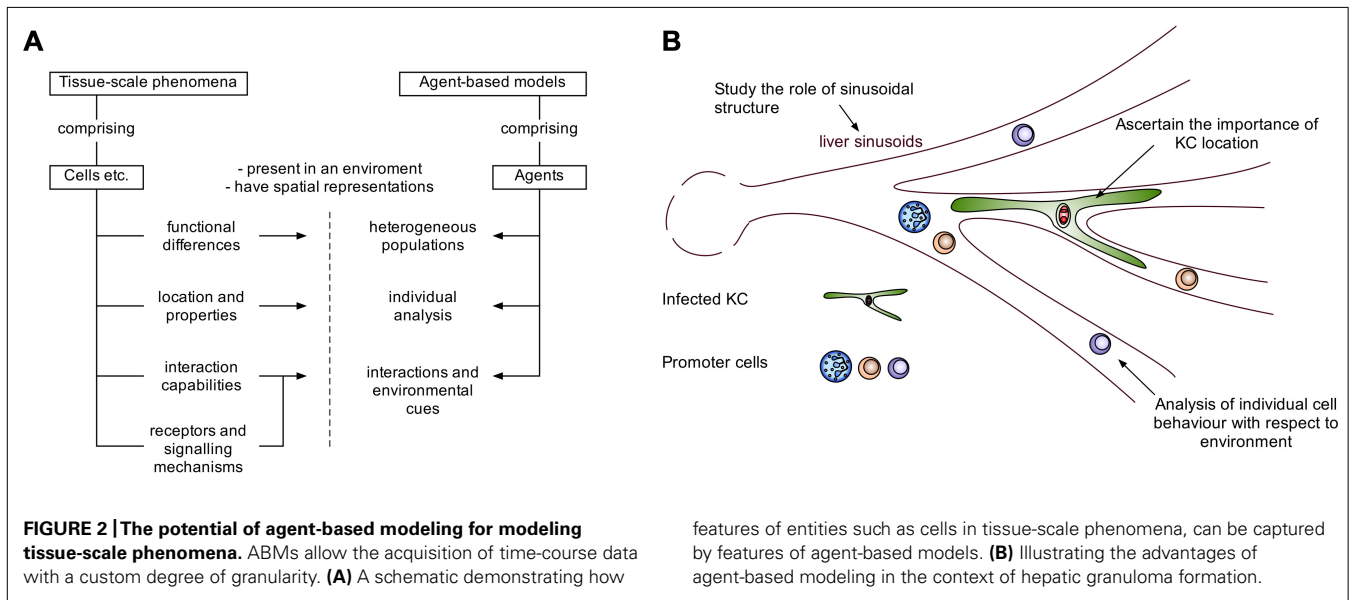 A
Tissue-scale phenomena
Agent-based models
comprising
comprising
Cells etc.
- present in an enviroment
- have spatial representations
Agents
functional
differences
heterogeneous
populations
location and
properties
individual
analysis
interaction
capabilities
interactions and
environmental
cues
receptors and
signalling
mechanisms
B
Study the role of sinusoidal
structure
liver sinusoids
Ascertain the importance of
KC location
Infected KC
Promoter cells
Analysis of individual cell
behaviour with respect to
environment
FIGURE 2 | The potential of agent-based modeling for modeling
tissue-scale phenomena. ABMs allow the acquisition of time-course data
with a custom degree of granularity. (A) A schematic demonstrating how
features of entities such as cells in tissue-scale phenomena, can be captured
by features of agent-based models. (B) Illustrating the advantages of
agent-based modeling in the context of hepatic granuloma formation.